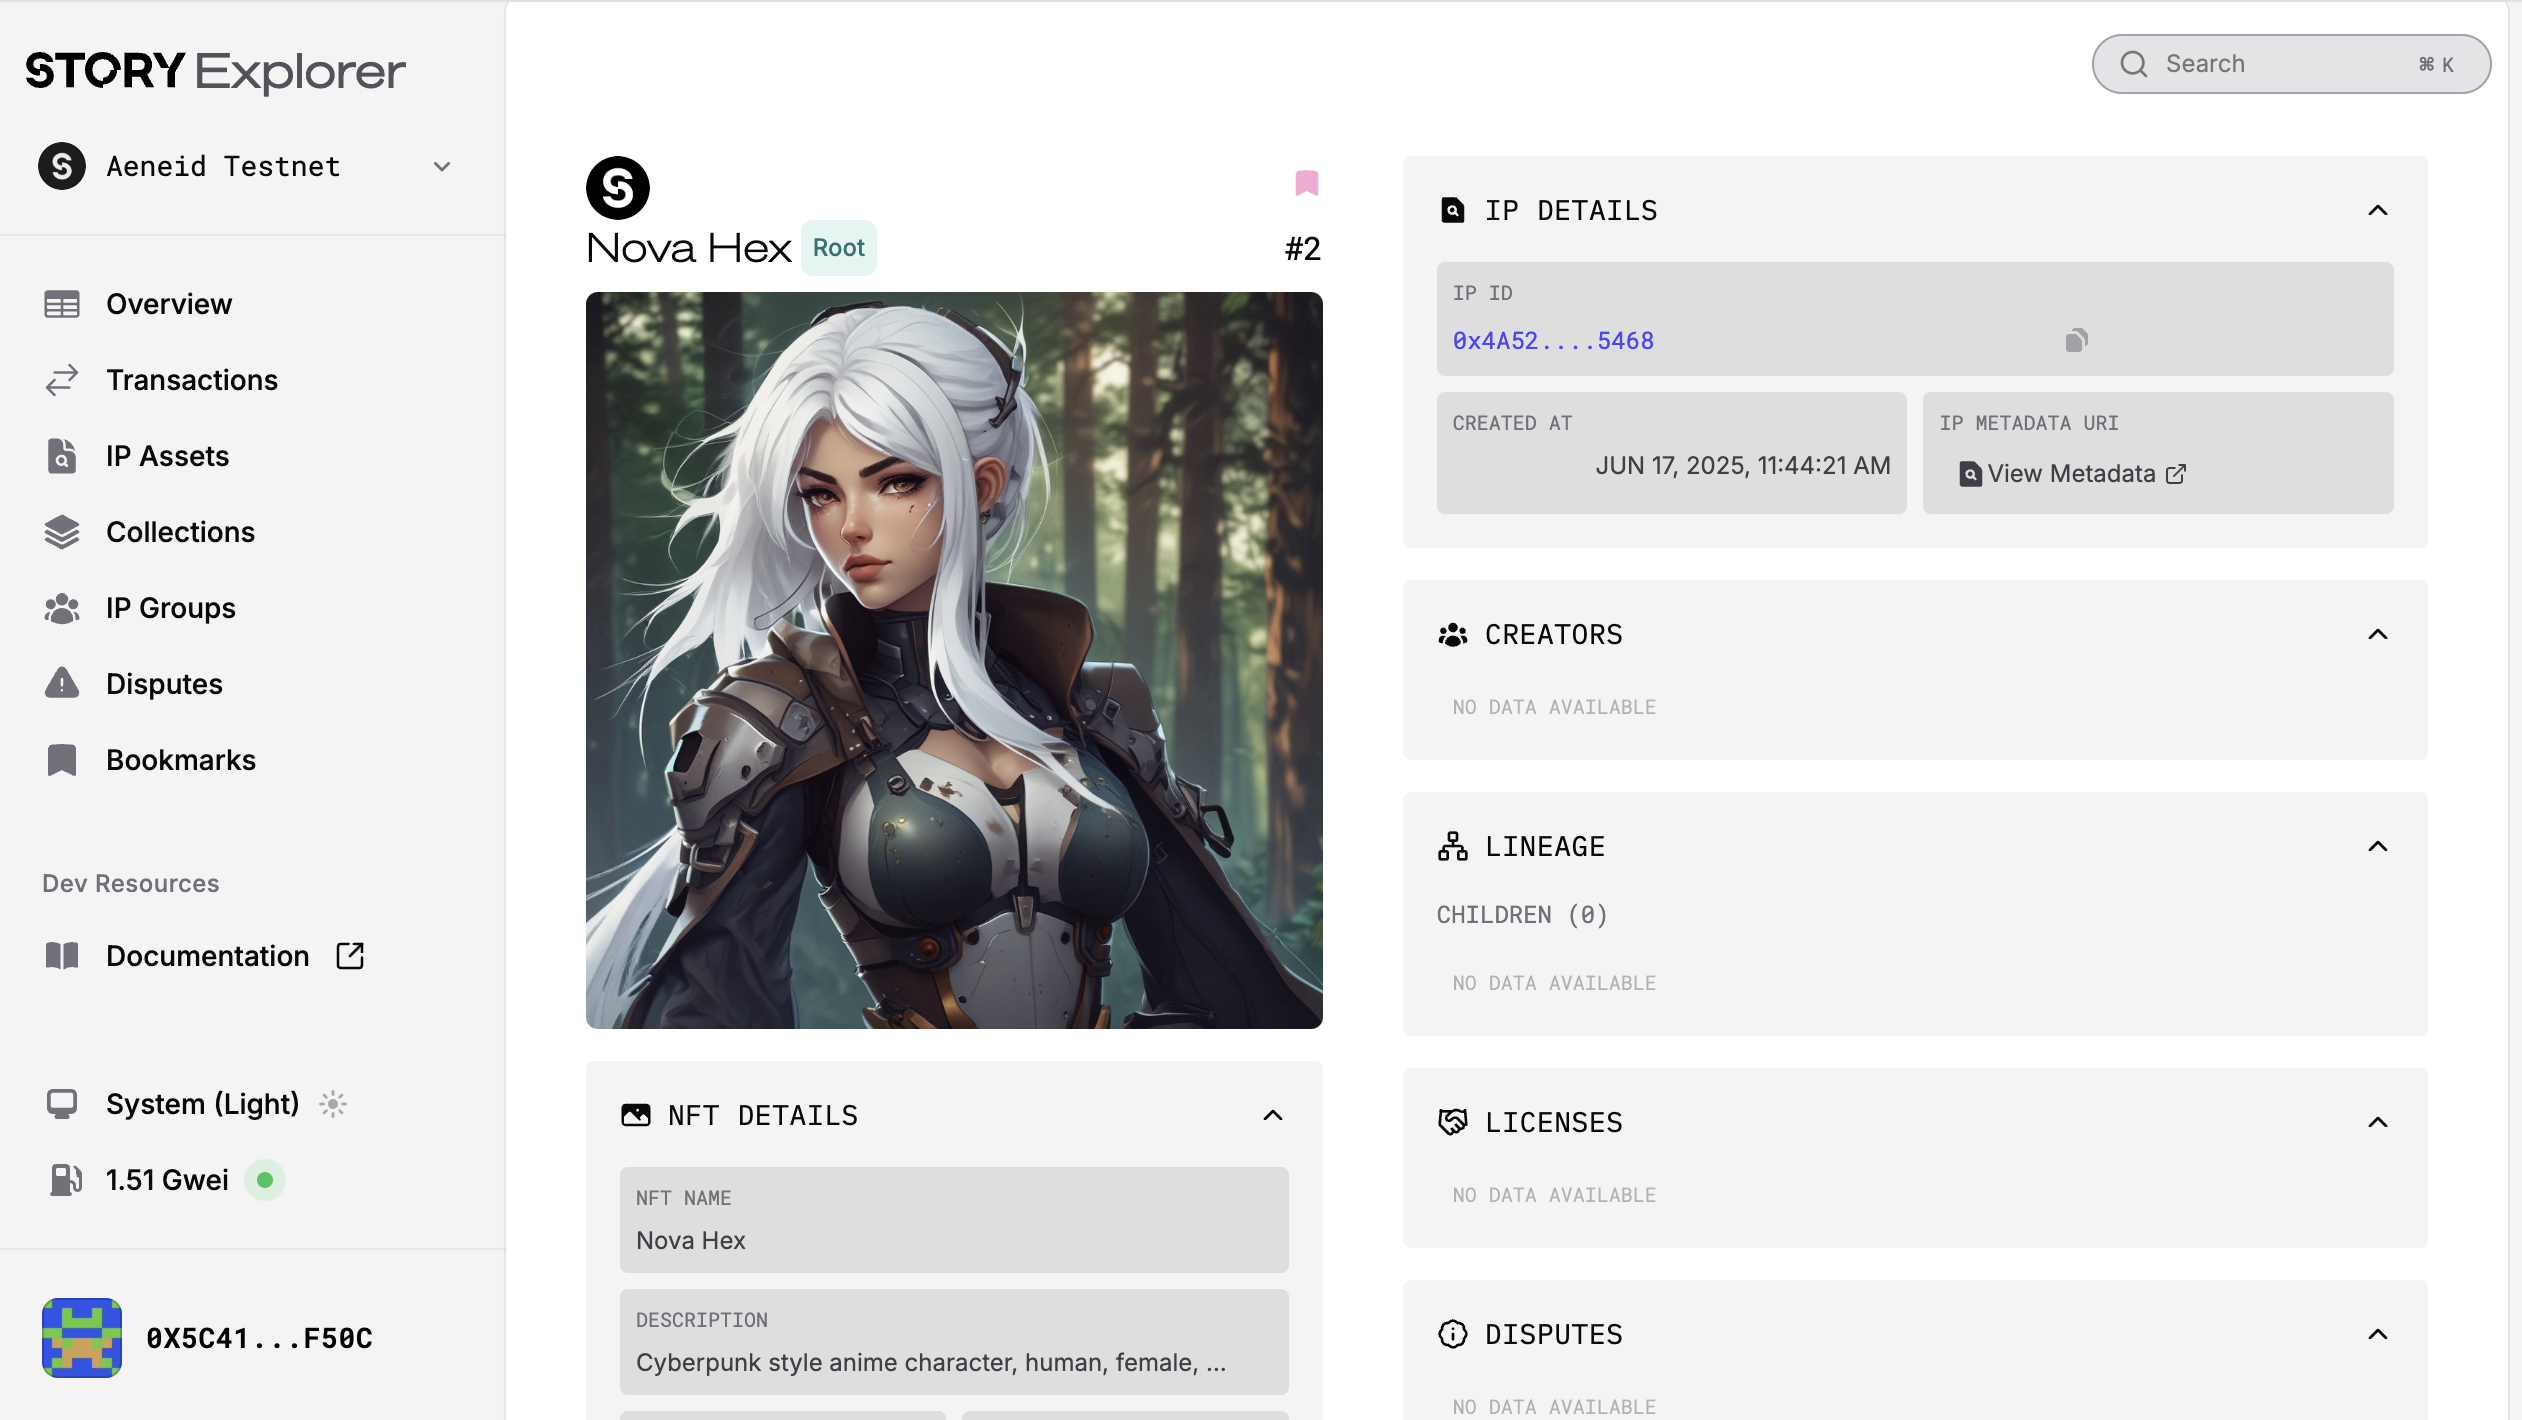 STORY Explorer
Aeneid Testnet
Overview
Transactions
IP Assets
Collections
IP Groups
Disputes
Bookmarks
Dev Resources
Documentation
System (Light)
1.51 Gwei
0X5C41...F50C
Search ⌘ K
Nova Hex Root #2
NFT DETAILS
NFT NAME
Nova Hex
DESCRIPTION
Cyberpunk style anime character, human, female, ...
IP DETAILS
IP ID
0x4A52....5468
CREATED AT
JUN 17, 2025, 11:44:21 AM
IP METADATA URI
View Metadata
CREATORS
NO DATA AVAILABLE
LINEAGE
CHILDREN (0)
NO DATA AVAILABLE
LICENSES
NO DATA AVAILABLE
DISPUTES
NO DATA AVAILABLE